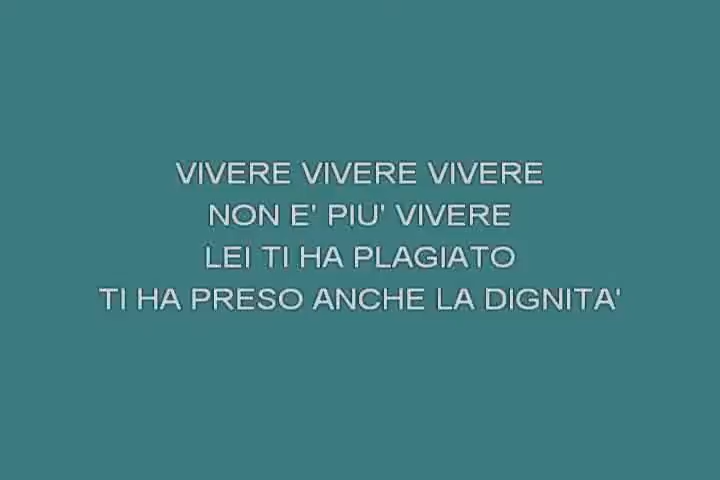 VIVERE VIVERE VIVERE
NON E' PIU' VIVERE
LEI TI HA PLAGIATO
TI HA PRESO ANCHE LA DIGNITA'